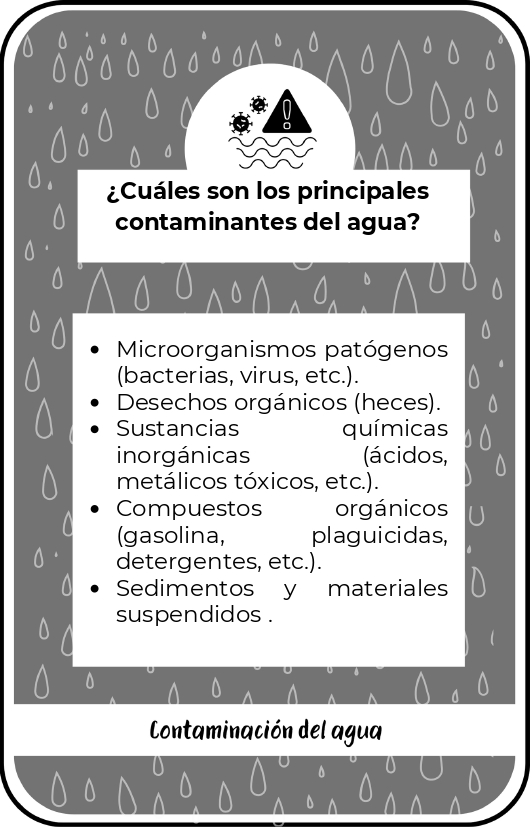 ¿Cuáles son los principales
contaminantes del agua?
• Microorganismos patógenos
(bacterias, virus, etc.).
• Desechos orgánicos (heces).
• Sustancias químicas
inorgánicas (ácidos,
metálicos tóxicos, etc.).
• Compuestos orgánicos
(gasolina, plaguicidas,
detergentes, etc.).
• Sedimentos y materiales
suspendidos .
Contaminación del agua